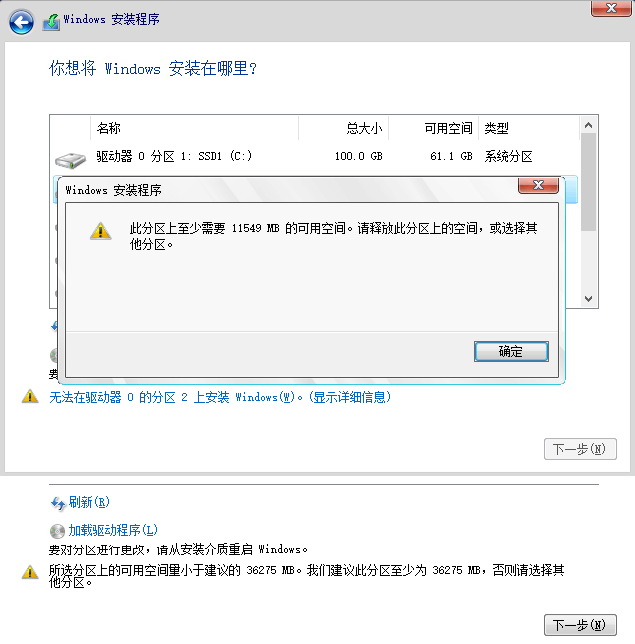 Windows 安装程序
你想将 Windows 安装在哪里?
名称 总大小 可用空间 类型
驱动器 0 分区 1: SSD1 (C:) 100.0 GB 61.1 GB 系统分区
Windows 安装程序
此分区上至少需要 11549 MB 的可用空间。请释放此分区上的空间，或选择其
他分区。
确定
无法在驱动器 0 的分区 2 上安装 Windows(W)。(显示详细信息)
下一步(N)
刷新(R)
加载驱动程序(L)
要对分区进行更改，请从安装介质重启 Windows。
所选分区上的可用空间量小于建议的 36275 MB。我们建议此分区至少为 36275 MB，否则请选择其
他分区。
下一步(N)